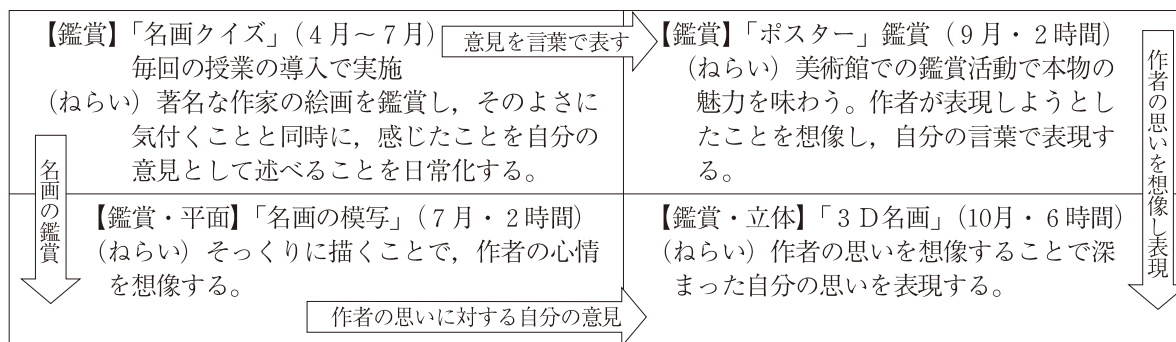 【鑑賞】「名画クイズ」（４月～７月）
毎回の授業の導入で実施
（ねらい）著名な作家の絵画を鑑賞し，そのよさに
気付くことと同時に，感じたことを自分の
意見として述べることを日常化する。
意見を言葉で表す
【鑑賞】「ポスター」鑑賞（９月・２時間）
（ねらい）美術館での鑑賞活動で本物の
魅力を味わう。作者が表現しようとし
たことを想像し，自分の言葉で表現す
る。
名画の鑑賞
作者の思いを想像し表現
【鑑賞・平面】「名画の模写」（７月・２時間）
（ねらい）そっくりに描くことで，作者の心情
を想像する。
作者の思いに対する自分の意見
【鑑賞・立体】「３Ｄ名画」（10月・６時間）
（ねらい）作者の思いを想像することで深
まった自分の思いを表現する。